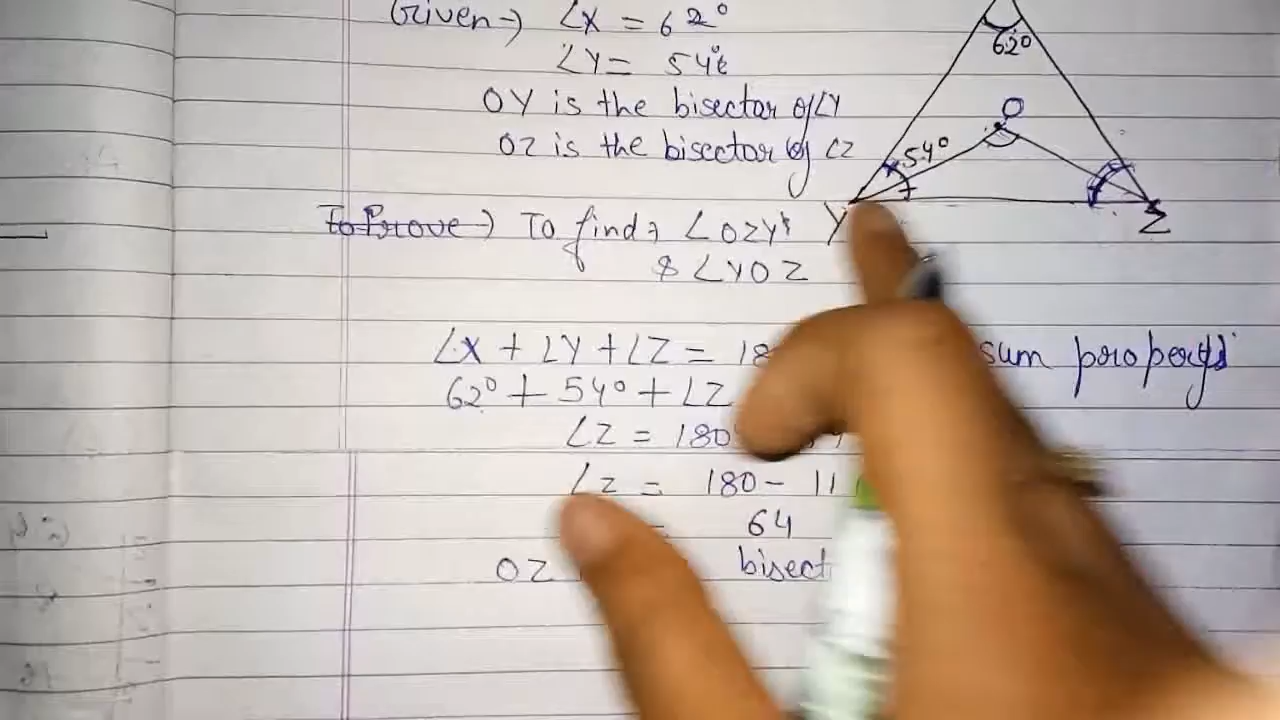 Given→ ∠X = 62°
∠Y = 54°
OY is the bisector of ∠Y
OZ is the bisector of ∠Z
62°
O
54°
Y
Z
To Prove→ To find→ ∠OZY
& ∠YOZ
∠X + ∠Y + ∠Z = 18 sum property
62° + 54° + ∠Z
∠Z = 180
∠Z = 180 - 11
= 64
OZ bisect